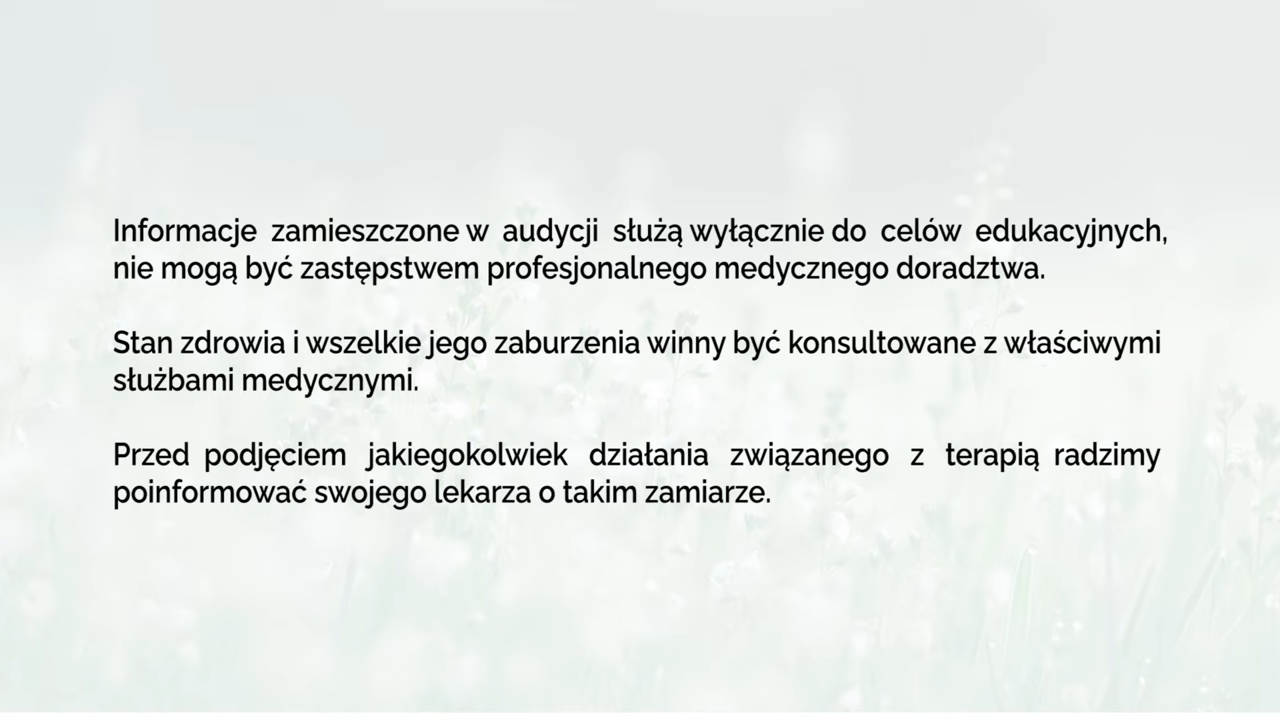 Informacje zamieszczone w audycji służą wyłącznie do celów edukacyjnych,
nie mogą być zastępstwem profesjonalnego medycznego doradztwa.
Stan zdrowia i wszelkie jego zaburzenia winny być konsultowane z właściwymi
służbami medycznymi.
Przed podjęciem jakiegokolwiek działania związanego z terapią radzimy
poinformować swojego lekarza o takim zamiarze.